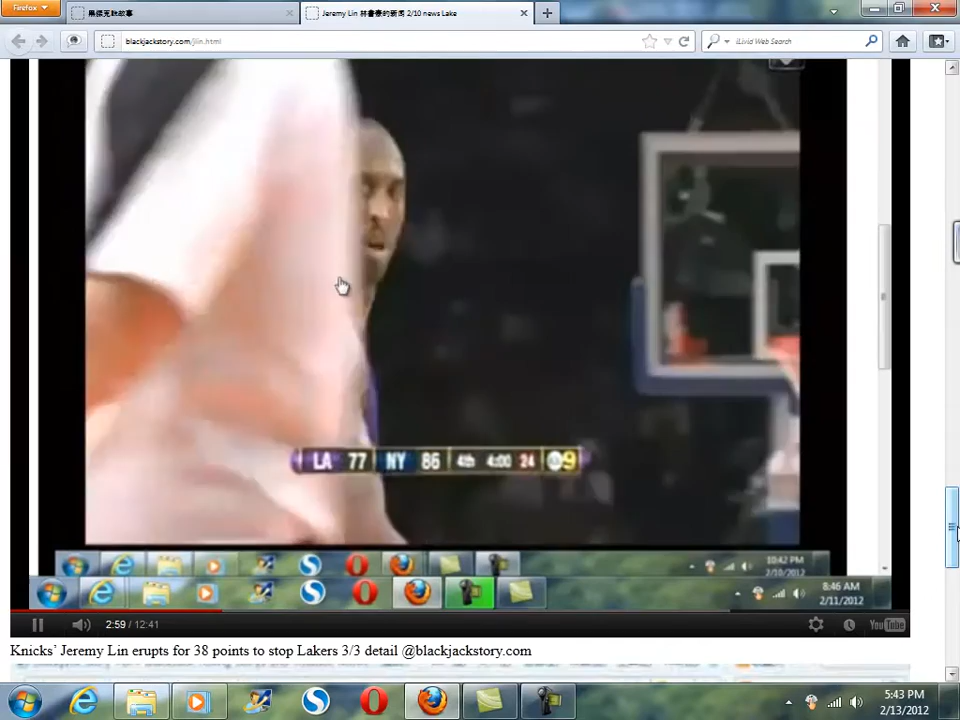 Firefox
黑傑克故事
Jeremy Lin 林書豪的新聞 2/10 news Lake
blackjackstory.com/jlin.html
iLivid Web Search
LA 77 NY 86 4th 4:00 24
10:42 PM
2/10/2012
8:46 AM
2/11/2012
2:59 / 12:41
YouTube
Knicks’ Jeremy Lin erupts for 38 points to stop Lakers 3/3 detail @blackjackstory.com
5:43 PM
2/13/2012